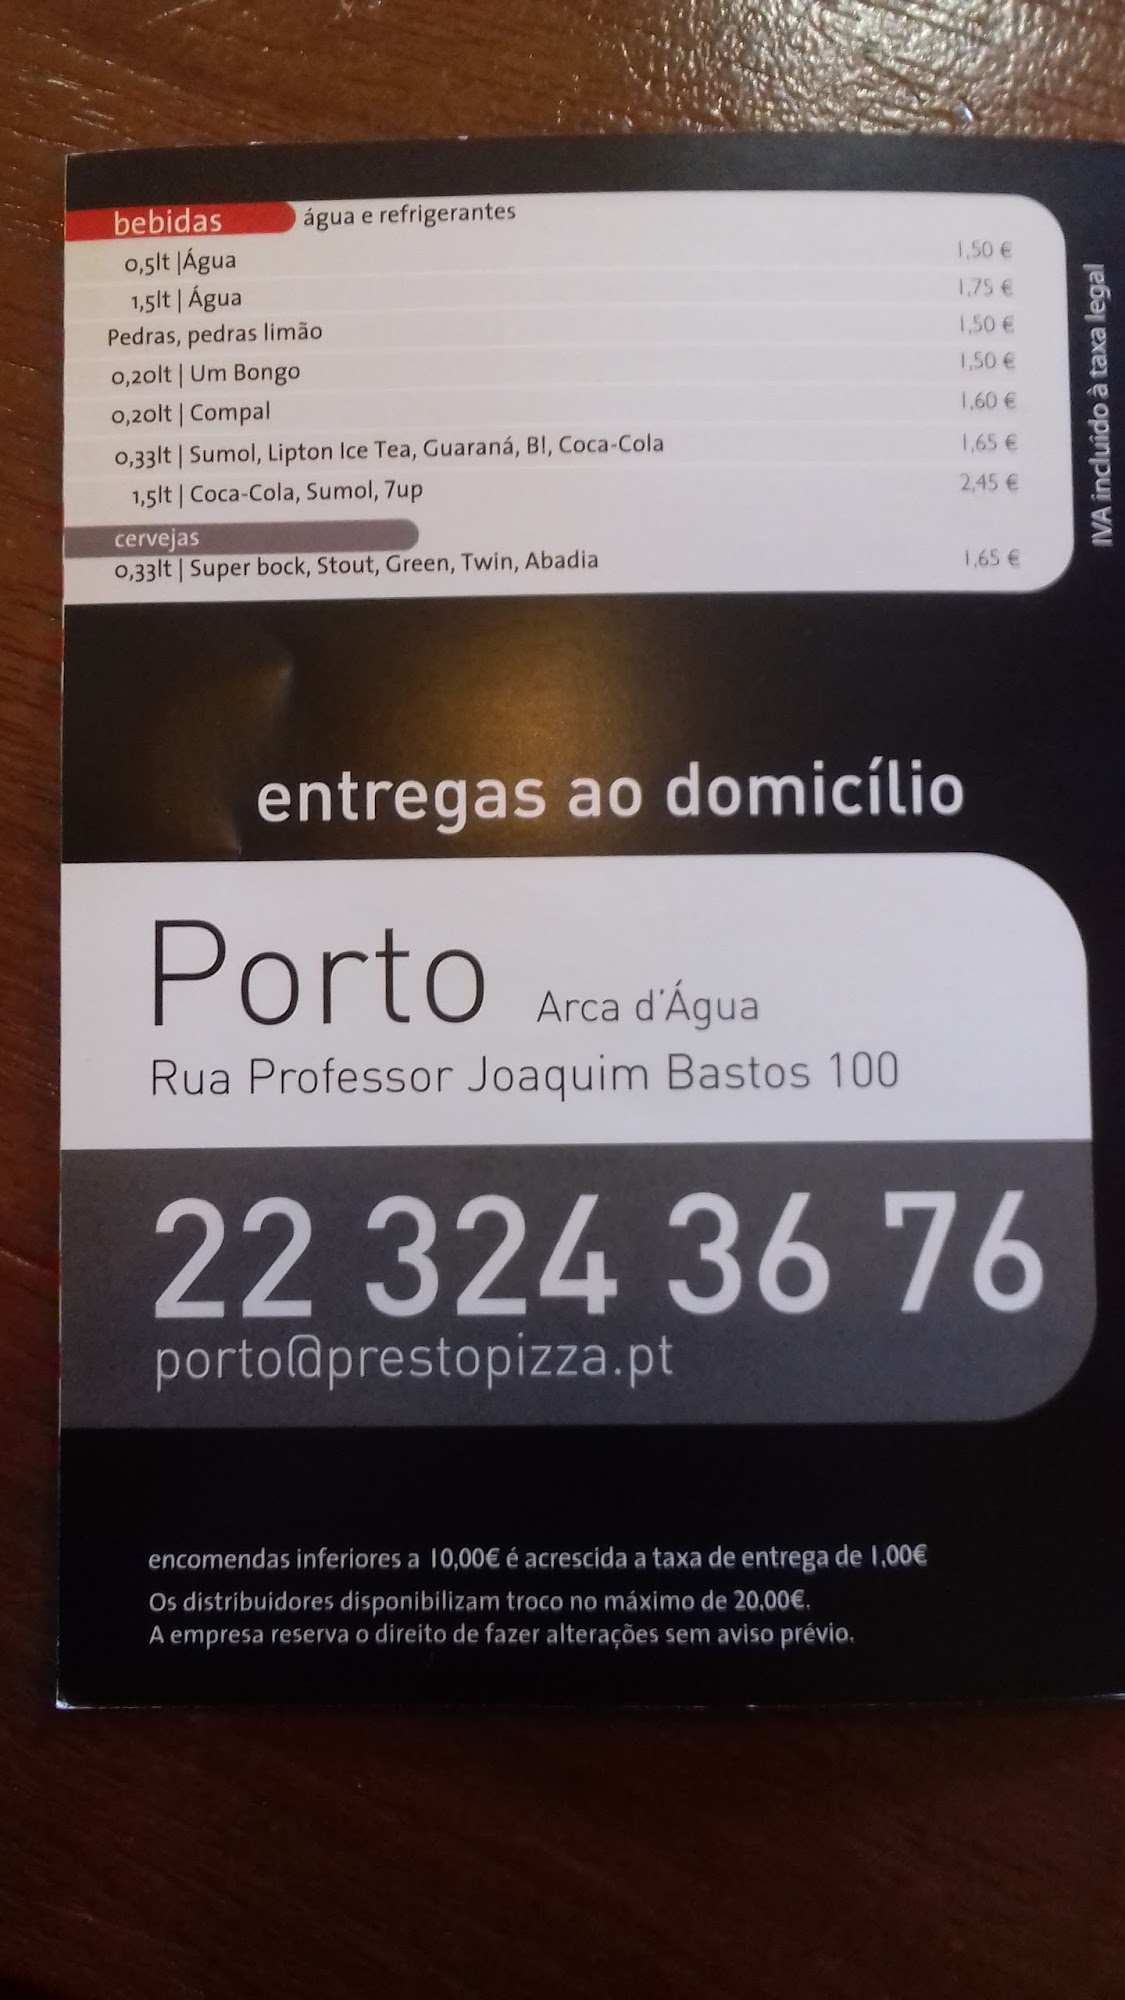 bebidas água e refrigerantes
0,5lt |Água 1,50 €
1,5lt | Água 1,75 €
Pedras, pedras limão 1,50 €
0,20lt | Um Bongo 1,50 €
0,20lt | Compal 1,60 €
0,33lt | Sumol, Lipton Ice Tea, Guaraná, B!, Coca-Cola 1,65 €
1,5lt | Coca-Cola, Sumol, 7up 2,45 €
cervejas
0,33lt | Super bock, Stout, Green, Twin, Abadia 1,65 €
IVA incluído à taxa legal
entregas ao domicílio
Porto Arca d'Água
Rua Professor Joaquim Bastos 100
22 324 36 76
porto@prestopizza.pt
encomendas inferiores a 10,00€ é acrescida a taxa de entrega de 1,00€
Os distribuidores disponibilizam troco no máximo de 20,00€.
A empresa reserva o direito de fazer alterações sem aviso prévio.